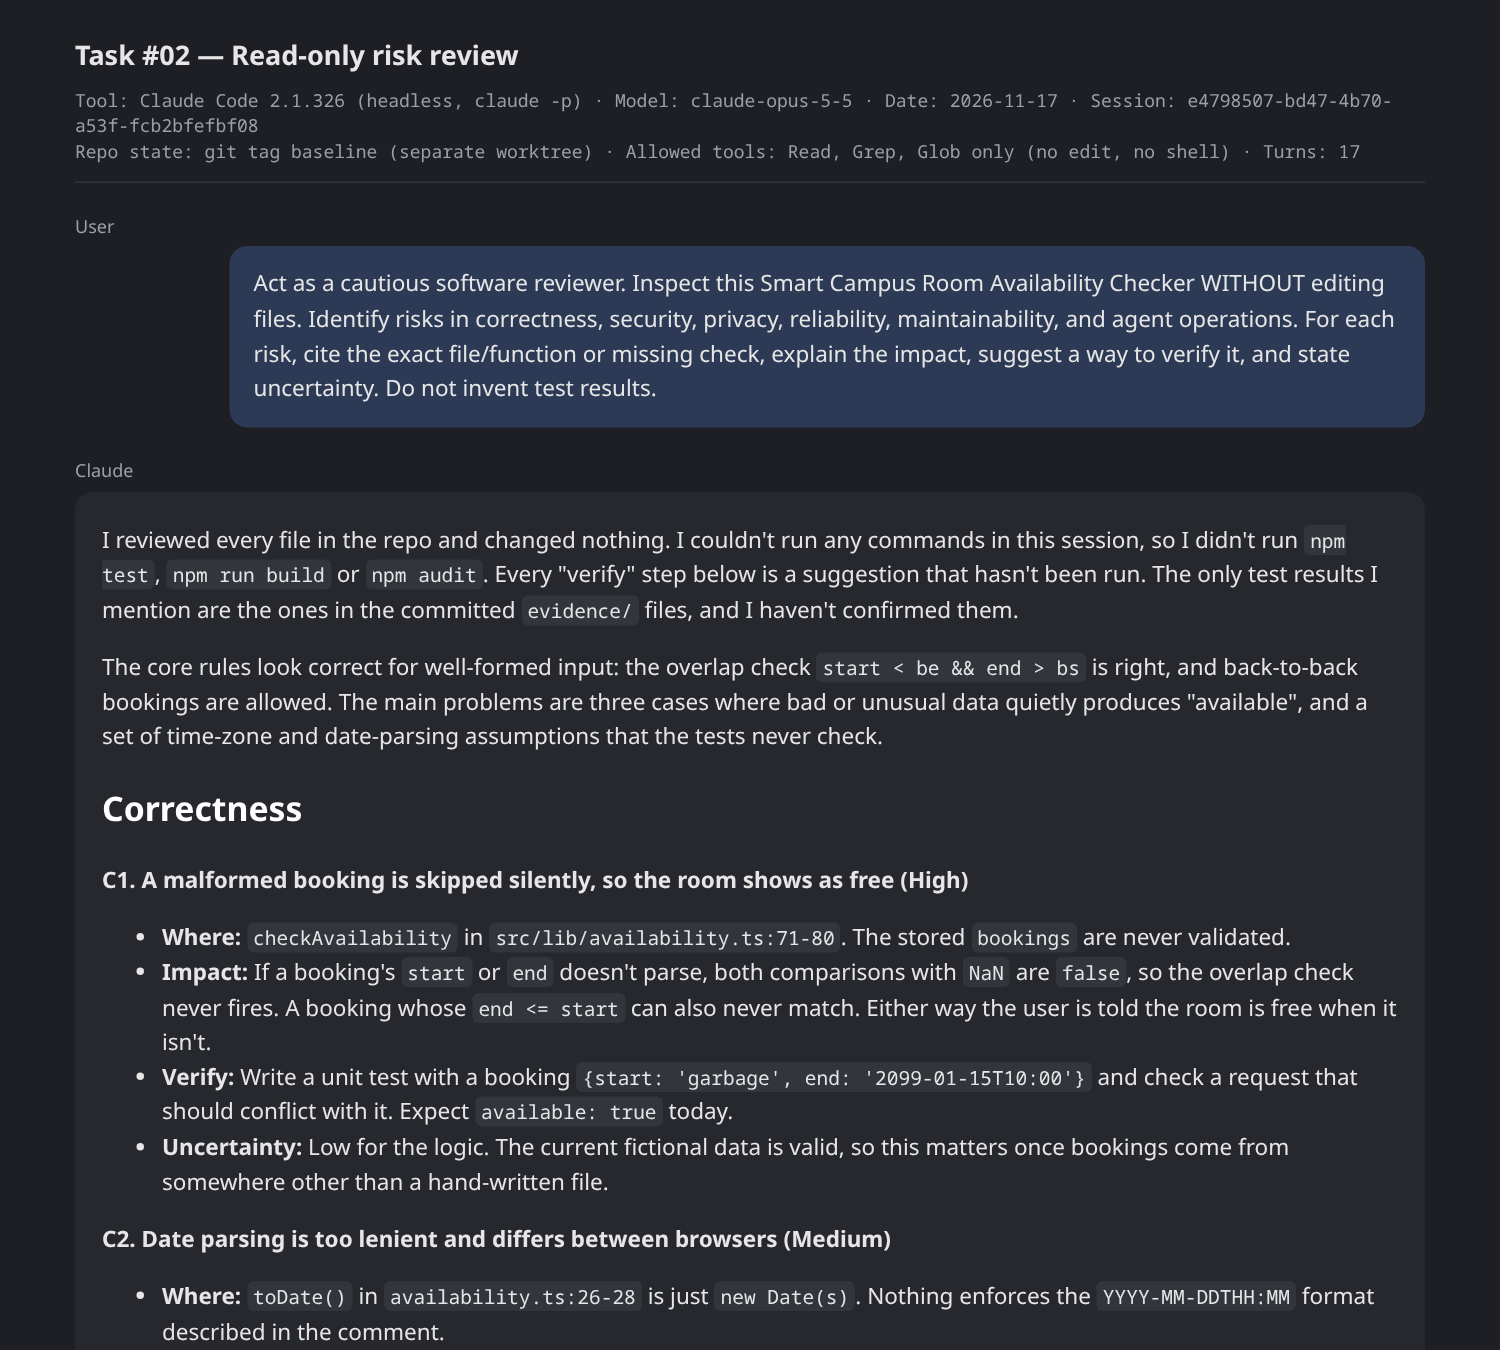 Task #02 — Read-only risk review
Tool: Claude Code 2.1.326 (headless, claude -p) · Model: claude-opus-5-5 · Date: 2026-11-17 · Session: e4798507-bd47-4b70-
a53f-fcb2bfefbf08
Repo state: git tag baseline (separate worktree) · Allowed tools: Read, Grep, Glob only (no edit, no shell) · Turns: 17
User
Act as a cautious software reviewer. Inspect this Smart Campus Room Availability Checker WITHOUT editing
files. Identify risks in correctness, security, privacy, reliability, maintainability, and agent operations. For each
risk, cite the exact file/function or missing check, explain the impact, suggest a way to verify it, and state
uncertainty. Do not invent test results.
Claude
I reviewed every file in the repo and changed nothing. I couldn't run any commands in this session, so I didn't run npm
test, npm run build or npm audit. Every "verify" step below is a suggestion that hasn't been run. The only test results I
mention are the ones in the committed evidence/ files, and I haven't confirmed them.
The core rules look correct for well-formed input: the overlap check start < be && end > bs is right, and back-to-back
bookings are allowed. The main problems are three cases where bad or unusual data quietly produces "available", and a
set of time-zone and date-parsing assumptions that the tests never check.
Correctness
C1. A malformed booking is skipped silently, so the room shows as free (High)
• Where: checkAvailability in src/lib/availability.ts:71-80. The stored bookings are never validated.
• Impact: If a booking's start or end doesn't parse, both comparisons with NaN are false, so the overlap check
never fires. A booking whose end <= start can also never match. Either way the user is told the room is free when it
isn't.
• Verify: Write a unit test with a booking {start: 'garbage', end: '2099-01-15T10:00'} and check a request that
should conflict with it. Expect available: true today.
• Uncertainty: Low for the logic. The current fictional data is valid, so this matters once bookings come from
somewhere other than a hand-written file.
C2. Date parsing is too lenient and differs between browsers (Medium)
• Where: toDate() in availability.ts:26-28 is just new Date(s). Nothing enforces the YYYY-MM-DDTHH:MM format
described in the comment.